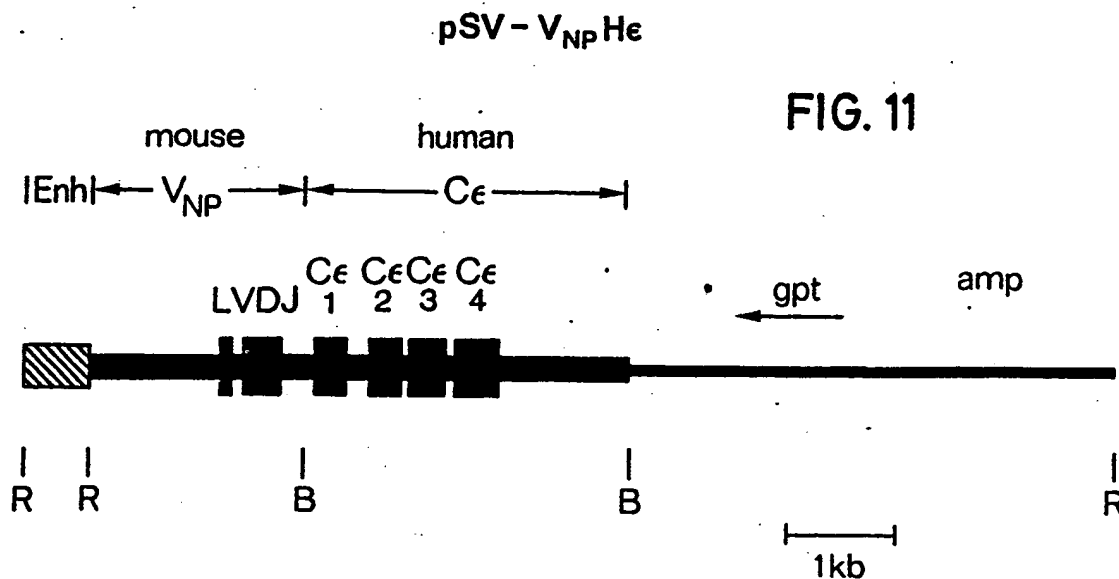 pSV – V_NP Hϵ
FIG. 11
mouse
human
|Enh|
V_NP
Cϵ
LVDJ
Cϵ 1
Cϵ 2
Cϵ 3
Cϵ 4
gpt
amp
R
R
B
B
R
1kb